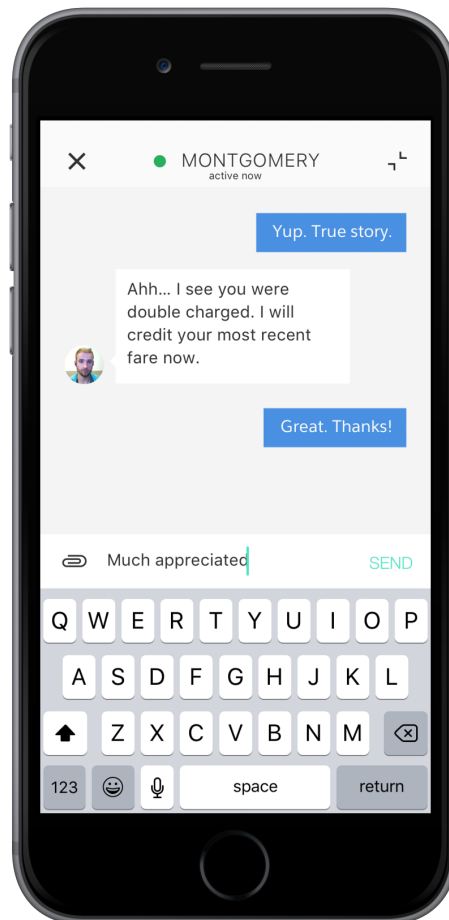 MONTGOMERY
active now
Yup. True story.
Ahh... I see you were
double charged. I will
credit your most recent
fare now.
Great. Thanks!
Much appreciated
SEND
Q W E R T Y U I O P
A S D F G H J K L
Z X C V B N M
123 space return